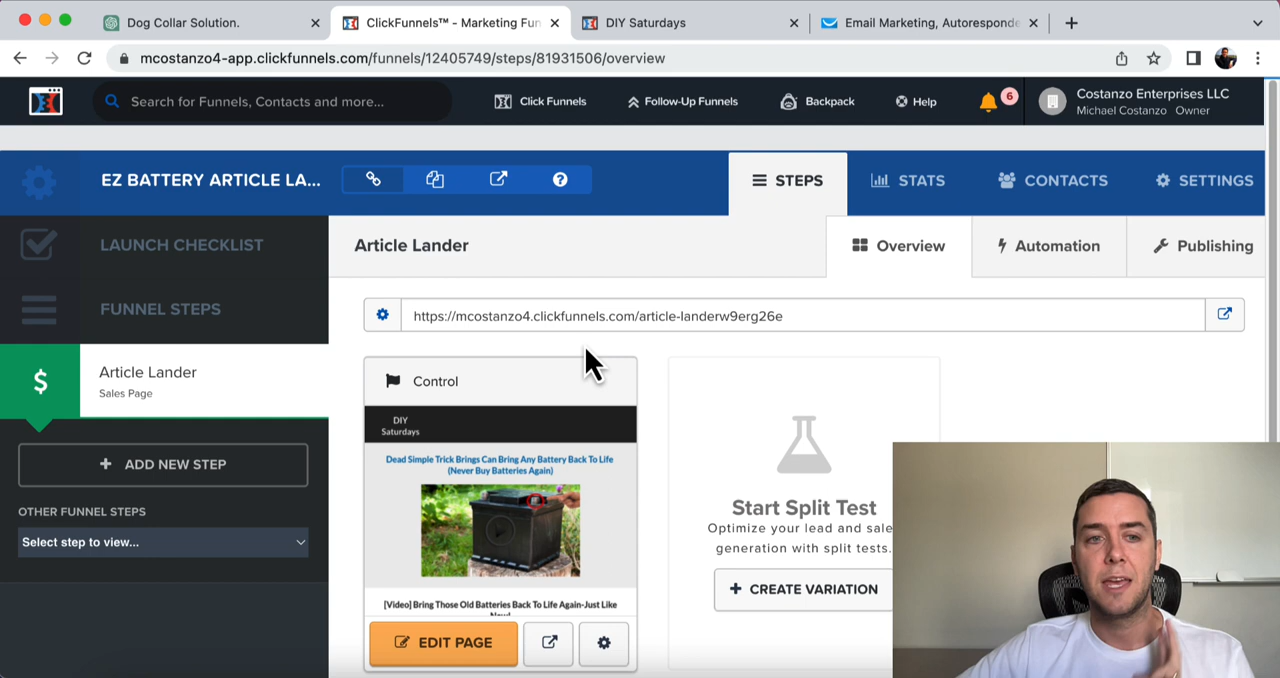 Dog Collar Solution.
ClickFunnels™ - Marketing Fun
DIY Saturdays
Email Marketing, Autoresponde
mcostanzo4-app.clickfunnels.com/funnels/12405749/steps/81931506/overview
Search for Funnels, Contacts and more...
Click Funnels
Follow-Up Funnels
Backpack
Help
6
Costanzo Enterprises LLC
Michael Costanzo Owner
EZ BATTERY ARTICLE LA...
STEPS
STATS
CONTACTS
SETTINGS
LAUNCH CHECKLIST
FUNNEL STEPS
Article Lander
Sales Page
ADD NEW STEP
OTHER FUNNEL STEPS
Select step to view...
Article Lander
Overview
Automation
Publishing
https://mcostanzo4.clickfunnels.com/article-landerw9erg26e
Control
DIY
Saturdays
Dead Simple Trick Brings Can Bring Any Battery Back To Life
(Never Buy Batteries Again)
[Video] Bring Those Old Batteries Back To Life Again-Just Like
EDIT PAGE
Start Split Test
Optimize your lead and sale
generation with split tests.
CREATE VARIATION